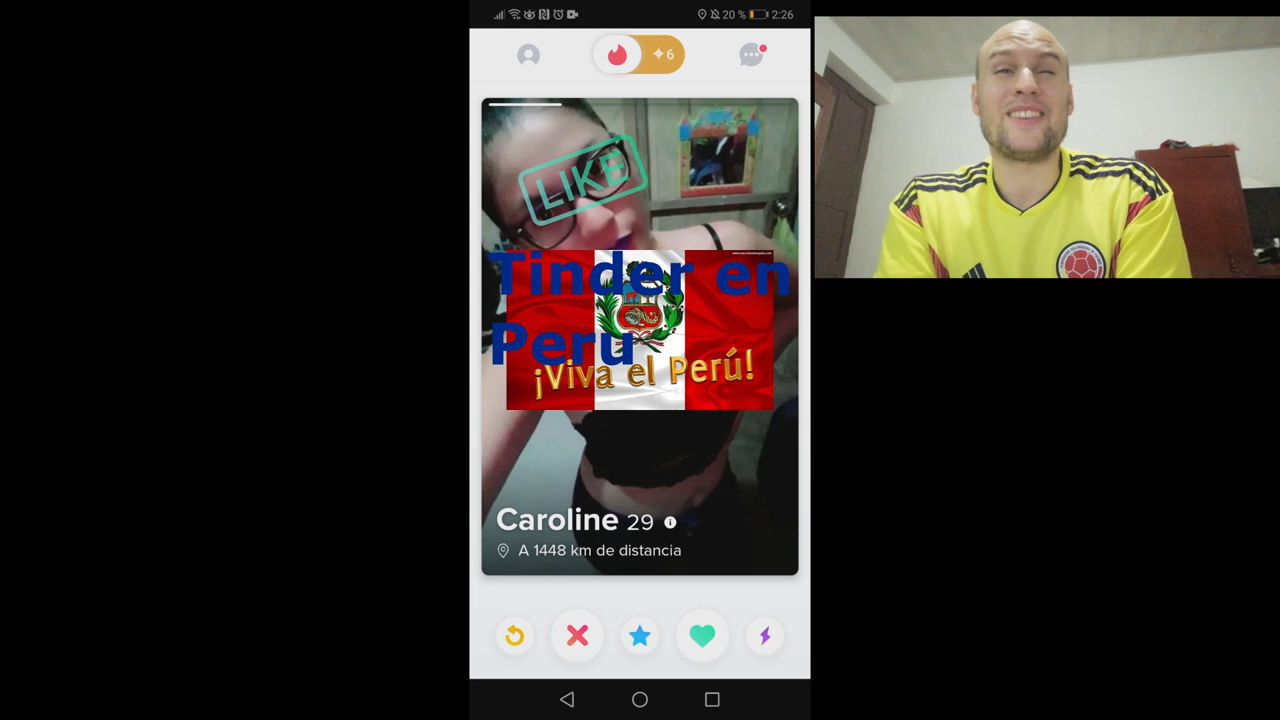 20 % 2:26
6
LIKE
Tinder en
Peru
¡Viva el Perú!
Caroline 29
A 1448 km de distancia